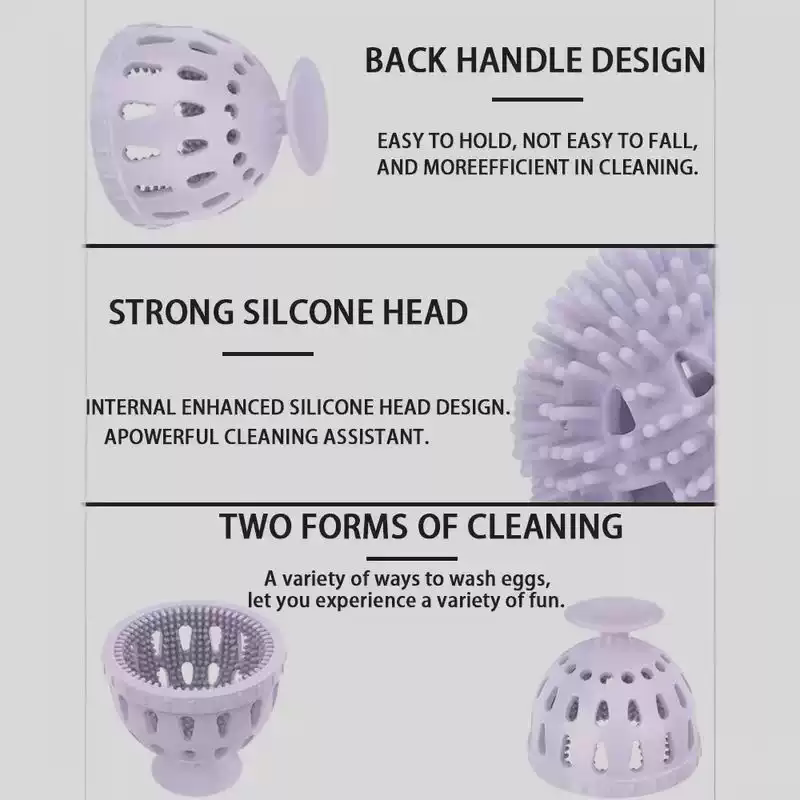 BACK HANDLE DESIGN
EASY TO HOLD, NOT EASY TO FALL,
AND MOREEFFICIENT IN CLEANING.
STRONG SILCONE HEAD
INTERNAL ENHANCED SILICONE HEAD DESIGN.
APOWERFUL CLEANING ASSISTANT.
TWO FORMS OF CLEANING
A variety of ways to wash eggs,
let you experience a variety of fun.